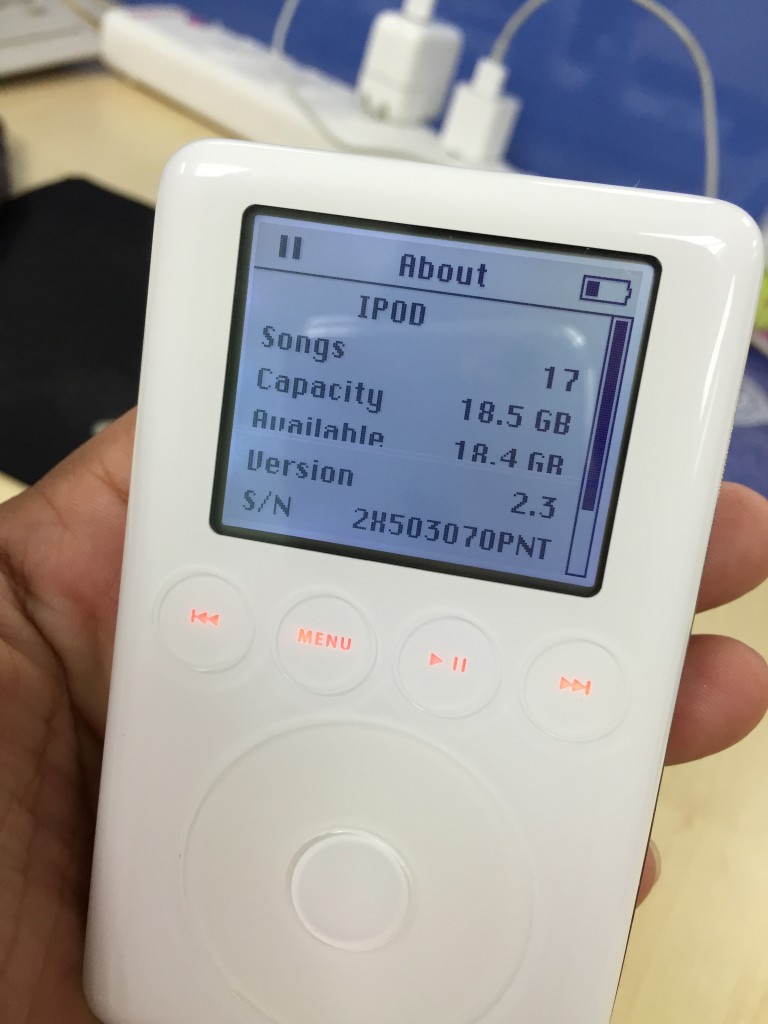 About
IPOD
Songs 17
Capacity 18.5 GB
Available 18.4 GB
Version 2.3
S/N 2X503070PNT
MENU